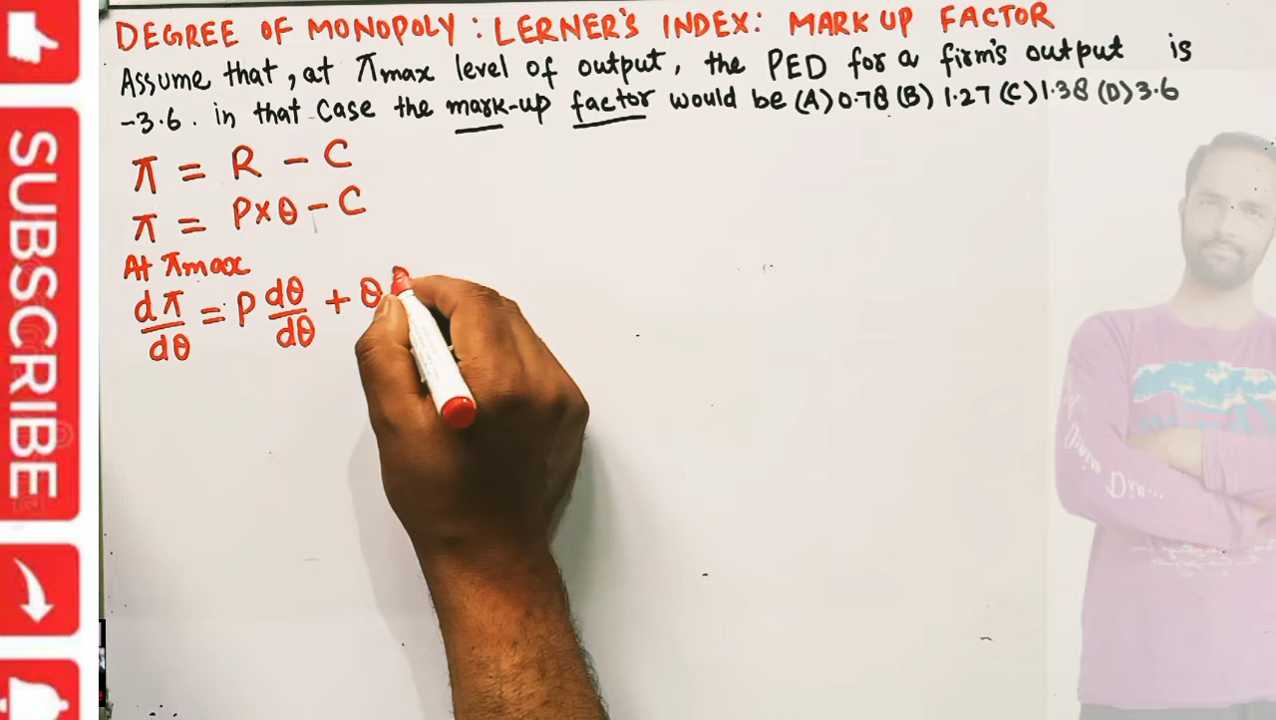 DEGREE OF MONOPOLY : LERNER'S INDEX: MARK UP FACTOR
Assume that, at πmax level of output, the PED for a firm's output is
-3.6. in that case the mark-up factor would be (A) 0.78 (B) 1.27 (C) 1.38 (D) 3.6
π = R - C
π = P×θ - C
At πmax
dπ/dθ = P dθ/dθ + θ
SUBSCRIBE